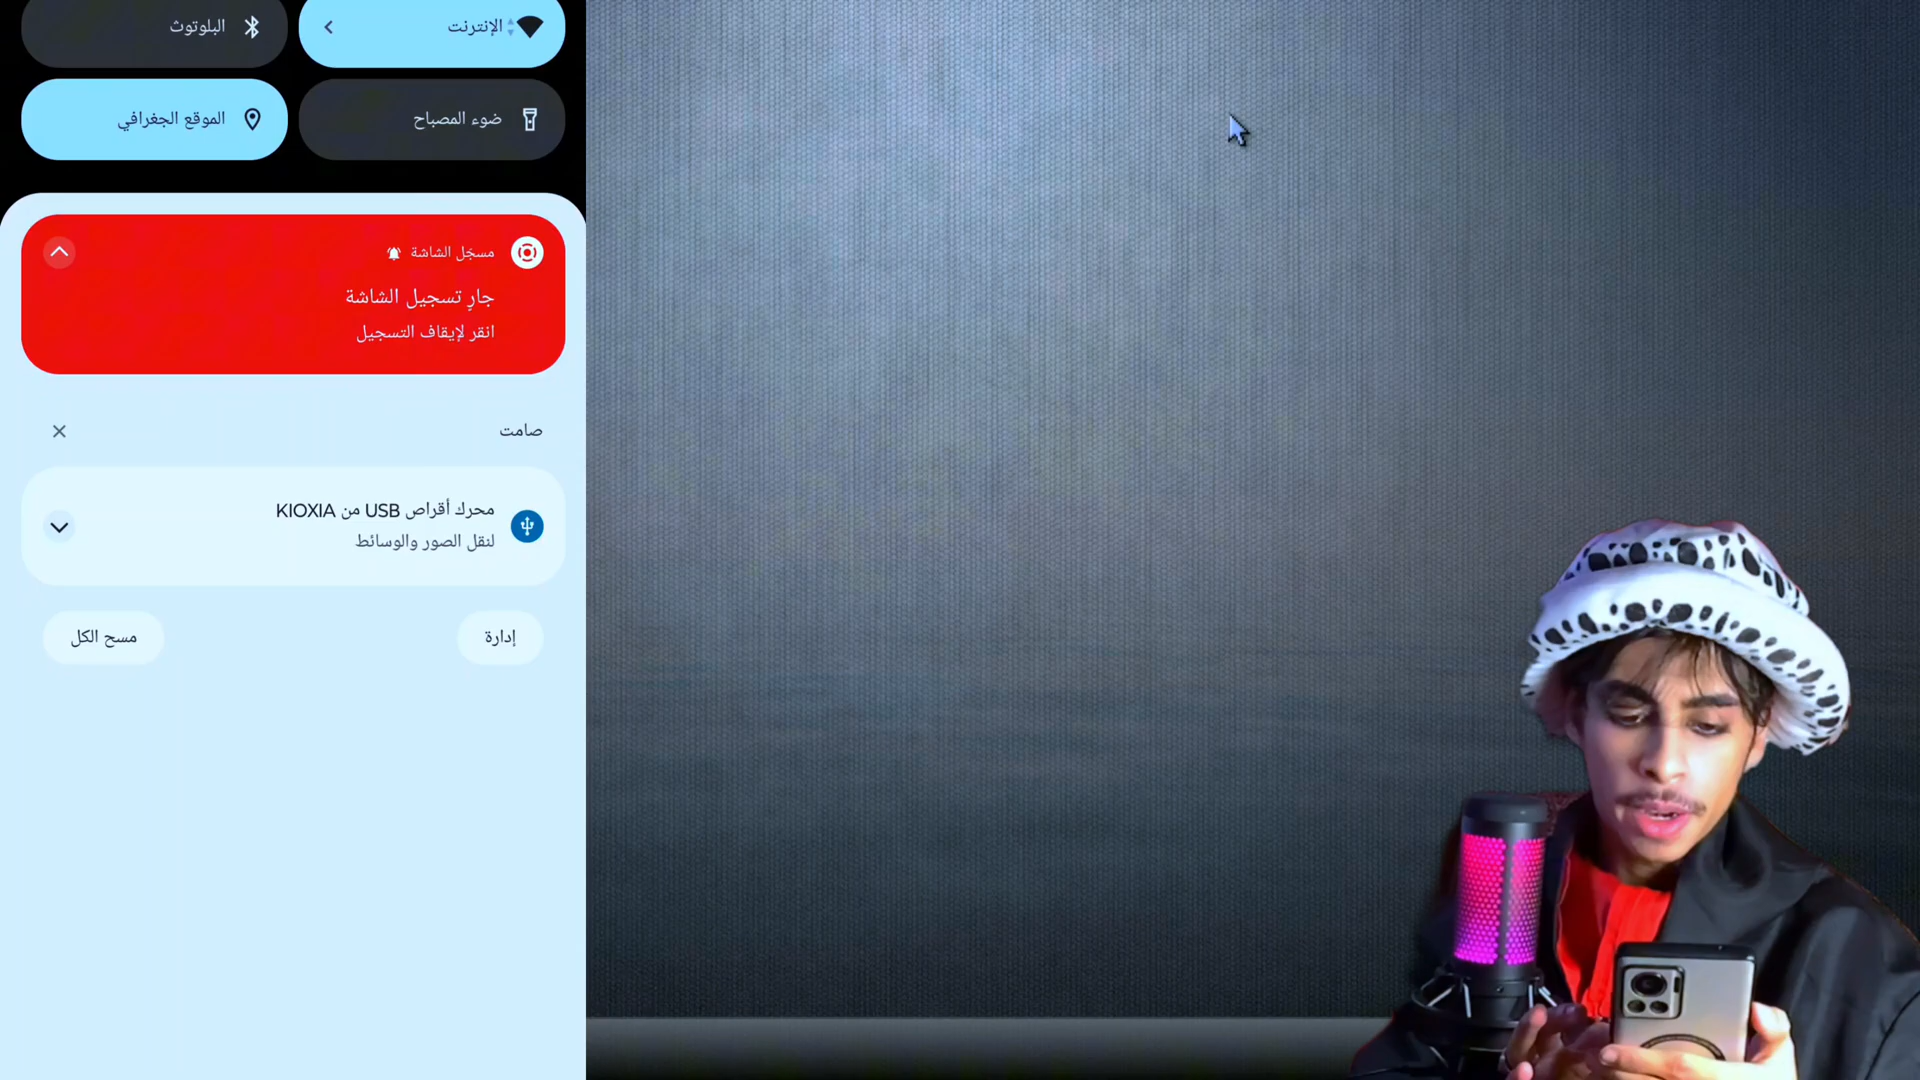 الإنترنت
البلوتوث
ضوء المصباح
الموقع الجغرافي
مسجّل الشاشة
جارٍ تسجيل الشاشة
انقر لإيقاف التسجيل
صامت
محرك أقراص USB من KIOXIA
لنقل الصور والوسائط
إدارة
مسح الكل